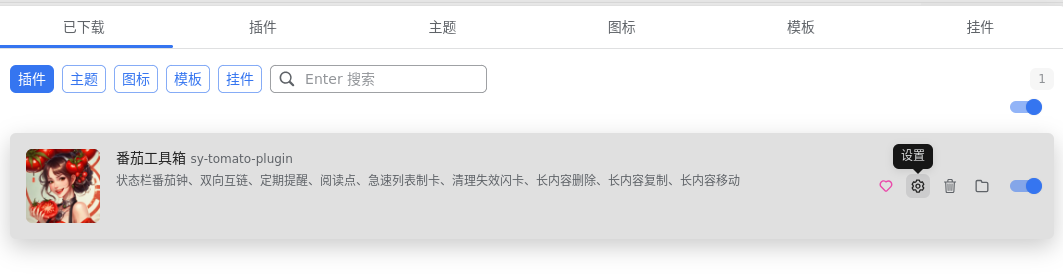 已下载 插件 主题 图标 模板 挂件
插件 主题 图标 模板 挂件 Enter 搜索 1
设置
番茄工具箱 sy-tomato-plugin
状态栏番茄钟、双向互链、定期提醒、阅读点、急速列表制卡、清理失效闪卡、长内容删除、长内容复制、长内容移动